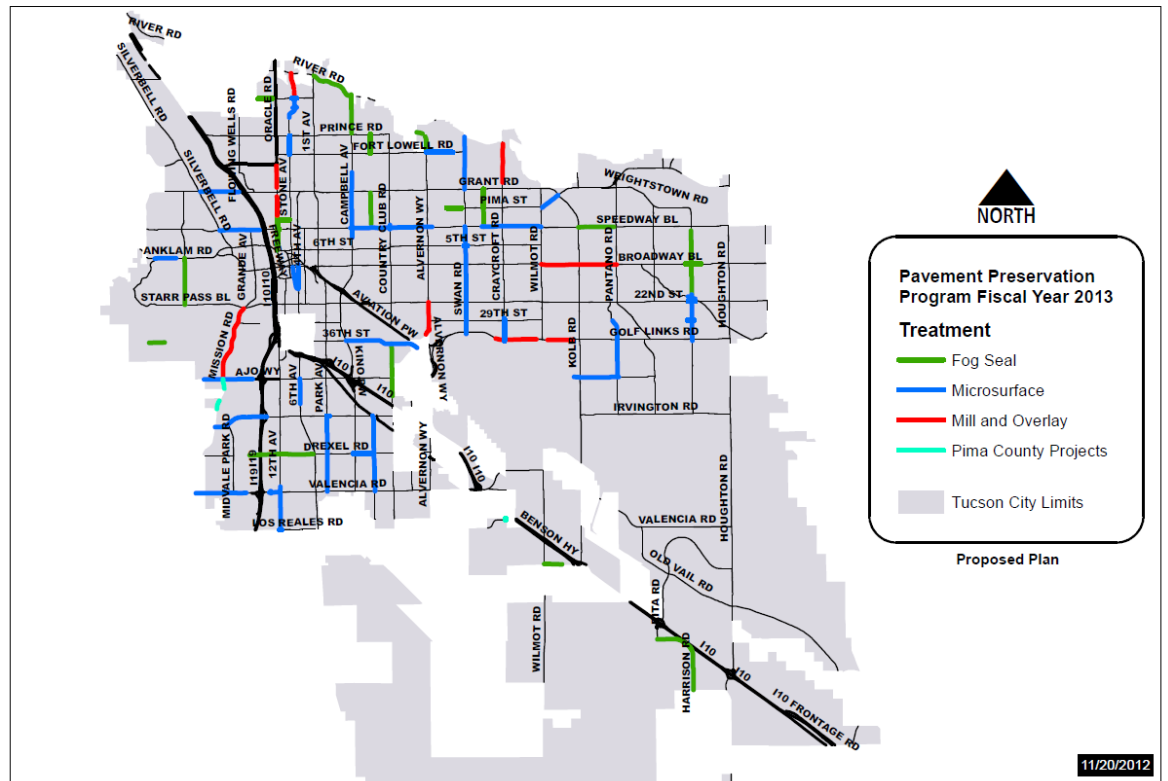 RIVER RD
SILVERBELL RD
RIVER RD
ORACLE RD
FLOWING WELLS RD
1ST AV
PRINCE RD
FORT LOWELL RD
SILVERBELL RD
STONE AV
CAMPBELL AV
COUNTRY CLUB RD
GRANT RD
PIMA ST
WRIGHTSTOWN RD
ALVERNON WY
SPEEDWAY BL
ANKLAM RD
GRANDE AV
FREEWAY
6TH ST
5TH ST
CRAYCROFT RD
WILMOT RD
PANTANO RD
BROADWAY BL
HOUGHTON RD
STARR PASS BL
I10
I10
AVIATION PW
SWAN RD
22ND ST
29TH ST
36TH ST
ALVERNON WY
KOLB RD
GOLF LINKS RD
MISSION RD
AJO WY
6TH AV
PARK AV
I10
I10
IRVINGTON RD
MIDVALE PARK RD
I19
I19
12TH AV
DREXEL RD
ALVERNON WY
I10
I10
VALENCIA RD
LOS REALES RD
BENSON HY
VALENCIA RD
HOUGHTON RD
OLD VAIL RD
WILMOT RD
RITA RD
HARRISON RD
I10
I10
I10 FRONTAGE RD
NORTH
Pavement Preservation
Program Fiscal Year 2013
Treatment
Fog Seal
Microsurface
Mill and Overlay
Pima County Projects
Tucson City Limits
Proposed Plan
11/20/2012